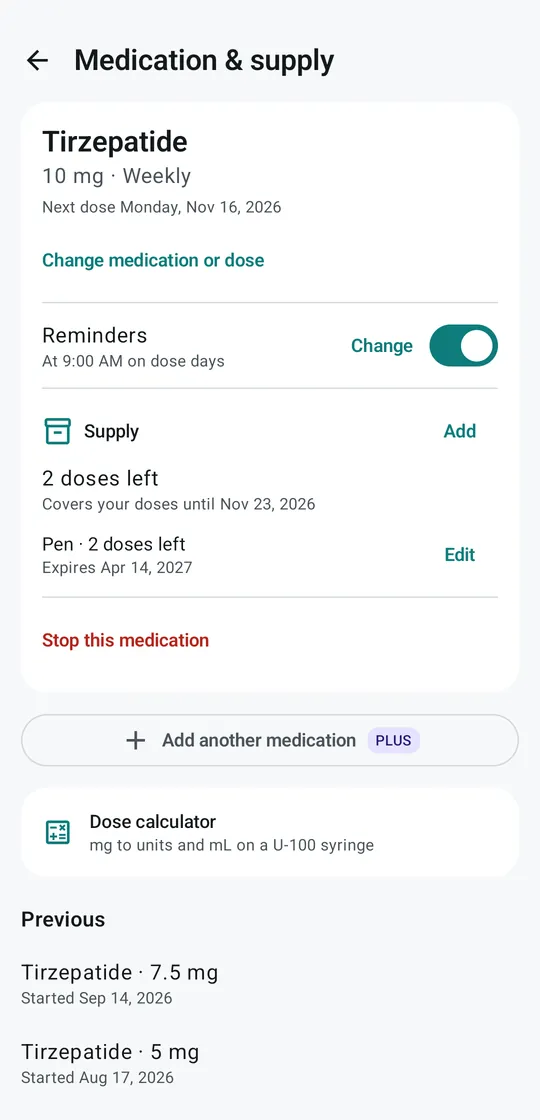 Medication & supply
Tirzepatide
10 mg · Weekly
Next dose Monday, Nov 16, 2026
Change medication or dose
Reminders
At 9:00 AM on dose days
Change
Supply
Add
2 doses left
Covers your doses until Nov 23, 2026
Pen · 2 doses left
Expires Apr 14, 2027
Edit
Stop this medication
Add another medication PLUS
Dose calculator
mg to units and mL on a U-100 syringe
Previous
Tirzepatide · 7.5 mg
Started Sep 14, 2026
Tirzepatide · 5 mg
Started Aug 17, 2026